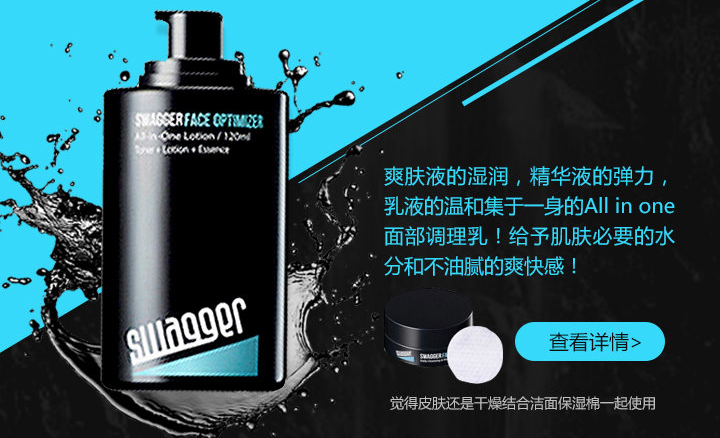 SWAGGER FACE OPTIMIZER
All-in-One Lotion / 120ml
Toner + Lotion + Essence
swagger
爽肤液的湿润，精华液的弹力，
乳液的温和集于一身的All in one
面部调理乳！给予肌肤必要的水
分和不油腻的爽快感！
swagger
SWAGGER
查看详情>
觉得皮肤还是干燥结合洁面保湿棉一起使用